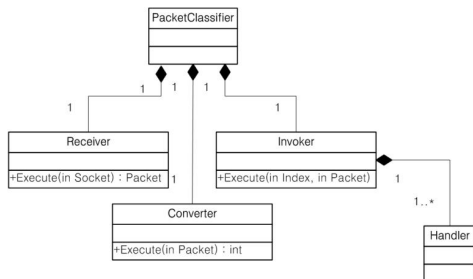 PacketClassifier
1
1
1
1
1
Receiver
+Execute(in Socket) : Packet
Invoker
+Execute(in Index, in Packet)
1
1
Converter
+Execute(in Packet) : int
1..*
Handler